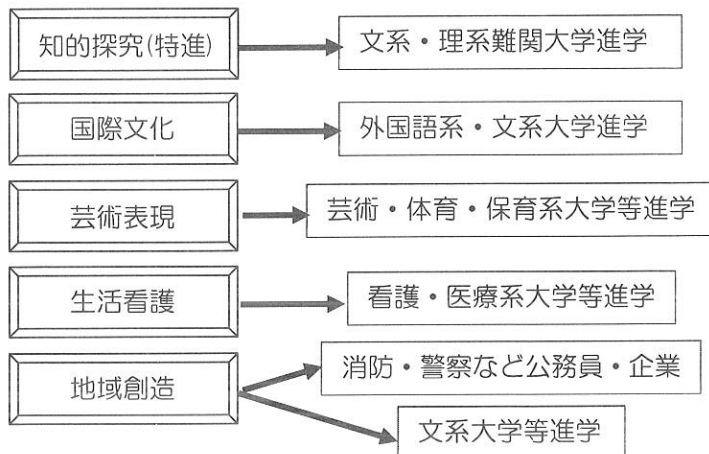 知的探究(特進)
文系・理系難関大学進学
国際文化
外国語系・文系大学進学
芸術表現
芸術・体育・保育系大学等進学
生活看護
看護・医療系大学等進学
地域創造
消防・警察など公務員・企業
文系大学等進学